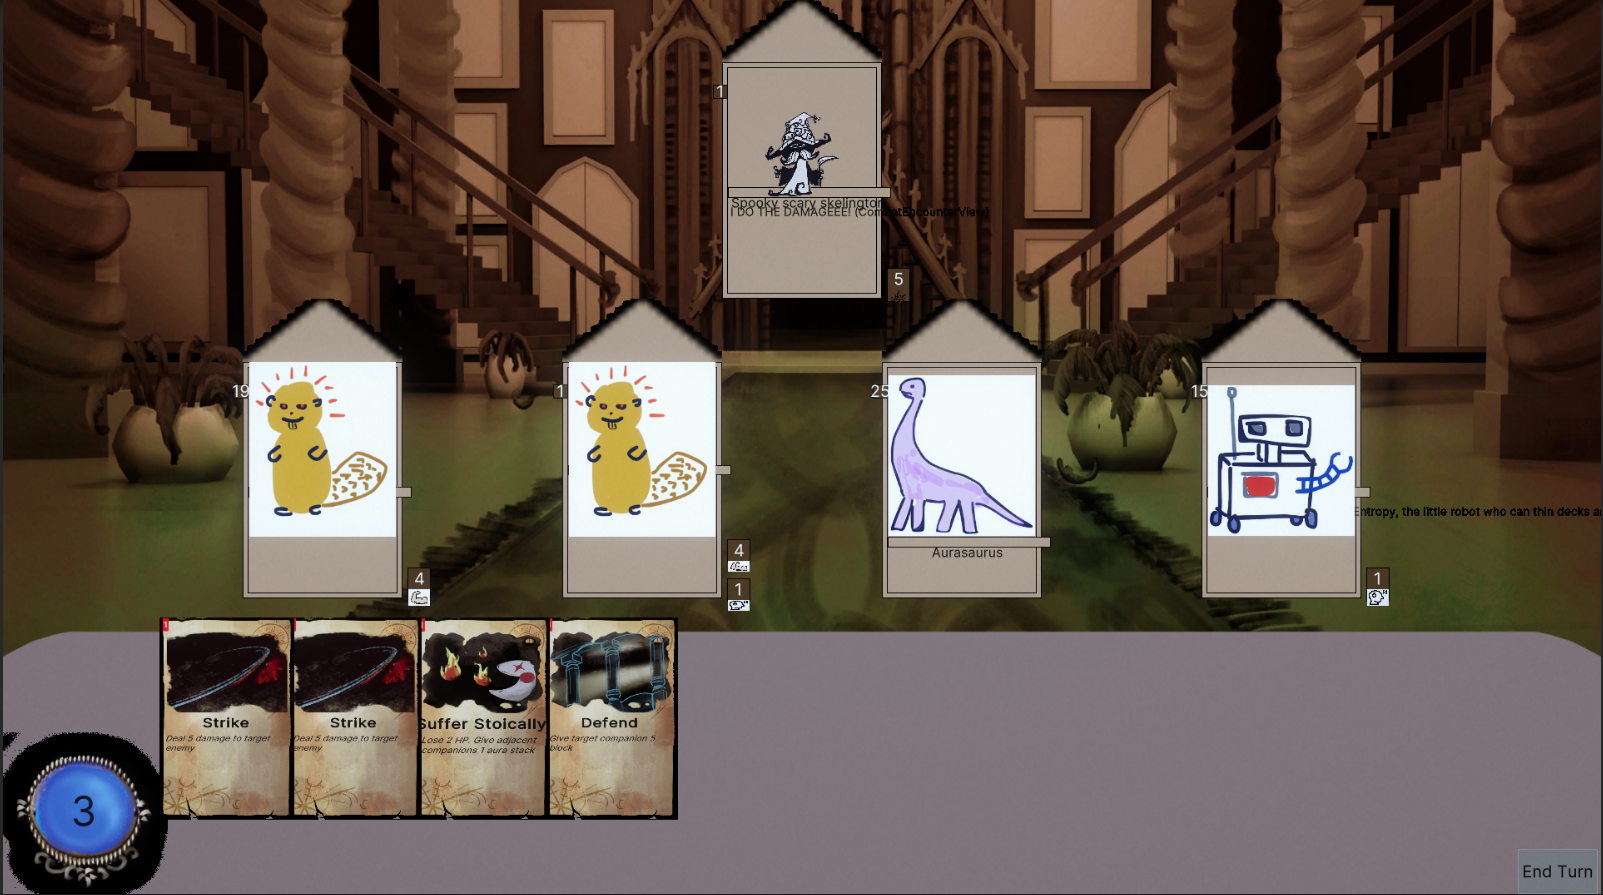 1
Spooky scary skelington
I DO THE DAMAGEEE! (CombatEncounterView)
5
19
4
1
4
1
25
Aurasaurus
15
Entropy, the little robot who can thin decks a
1
Strike
Deal 5 damage to target
enemy
Strike
Deal 5 damage to target
enemy
Suffer Stoically
Lose 2 HP. Give adjacent
companions 1 aura stack
Defend
Give target companion 5
block
3
End Turn